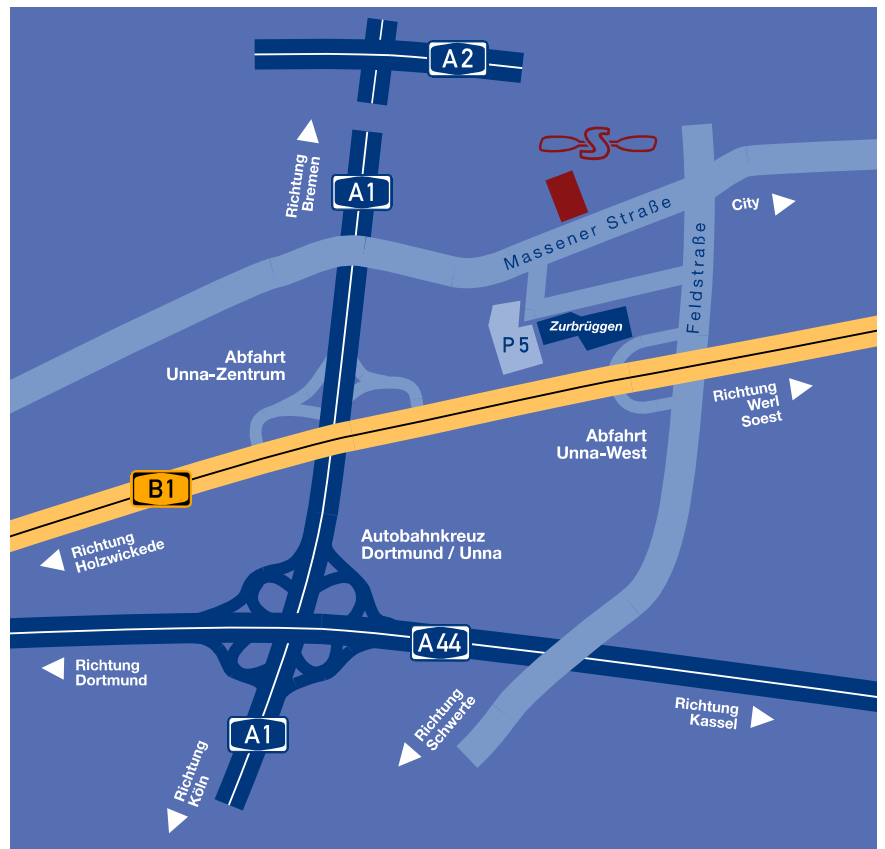 A2
Richtung
Bremen
A1
City
Massener Straße
Feldstraße
Zurbrüggen
P 5
Abfahrt
Unna-Zentrum
Richtung
Werl
Soest
Abfahrt
Unna-West
B1
Richtung
Holzwickede
Autobahnkreuz
Dortmund / Unna
A44
Richtung
Dortmund
Richtung
Schwerte
Richtung
Kassel
A1
Richtung
Köln